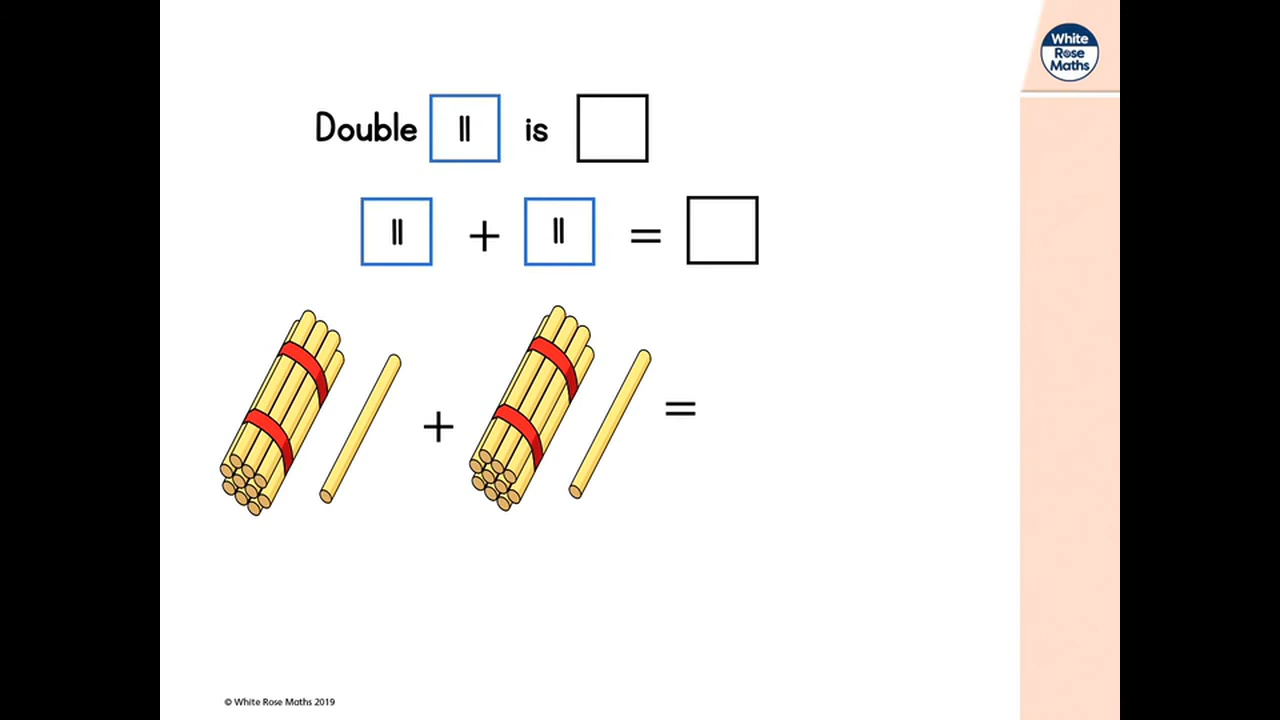 White
Rose
Maths
Double 11 is
11 + 11 =
+ =
© White Rose Maths 2019